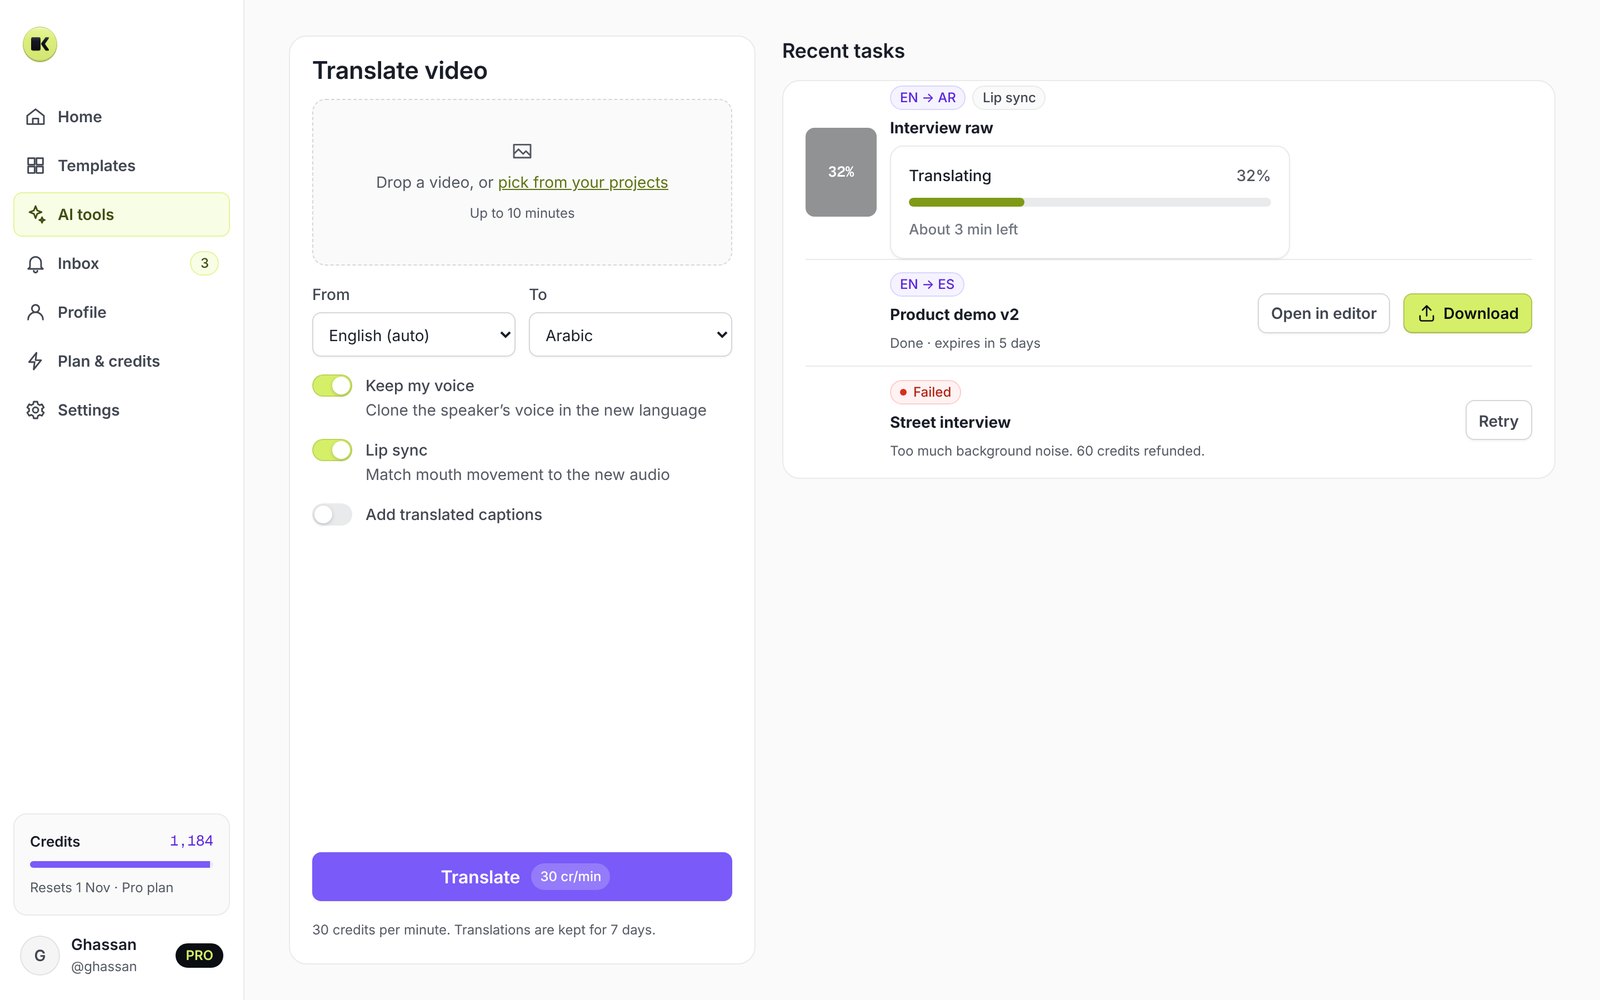 Home
Templates
AI tools
Inbox
3
Profile
Plan & credits
Settings
Credits
1,184
Resets 1 Nov · Pro plan
G
Ghassan
@ghassan
PRO
Translate video
Drop a video, or pick from your projects
Up to 10 minutes
From
To
English (auto)
Arabic
Keep my voice
Clone the speaker’s voice in the new language
Lip sync
Match mouth movement to the new audio
Add translated captions
Translate
30 cr/min
30 credits per minute. Translations are kept for 7 days.
Recent tasks
EN → AR
Lip sync
Interview raw
32%
Translating
32%
About 3 min left
EN → ES
Product demo v2
Done · expires in 5 days
Open in editor
Download
Failed
Street interview
Too much background noise. 60 credits refunded.
Retry